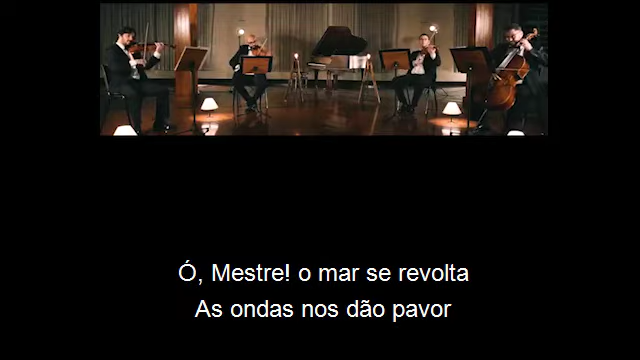 Ó, Mestre! o mar se revolta
As ondas nos dão pavor